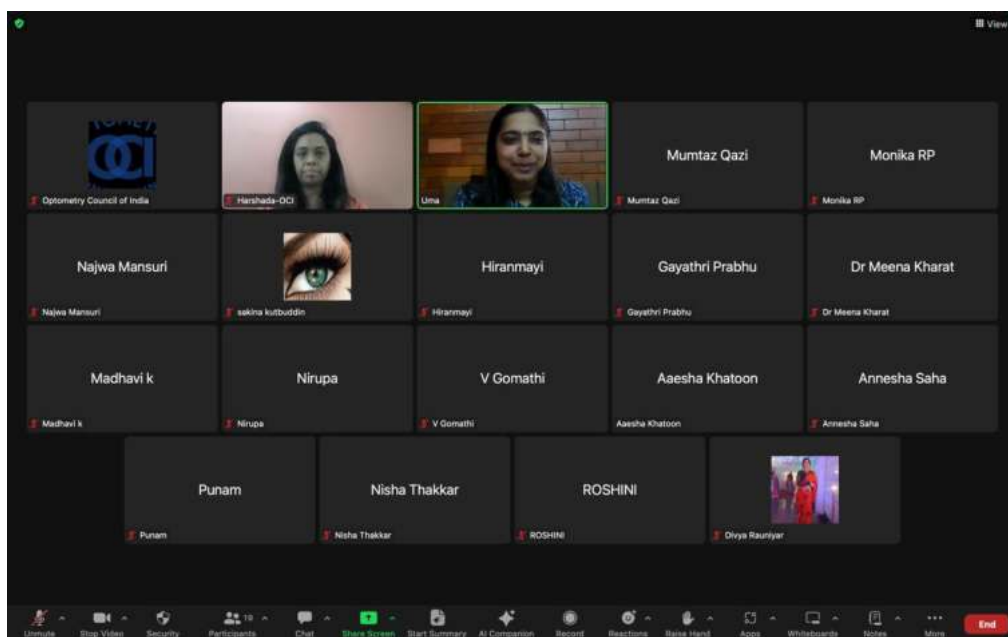 View
OCI
Optometry Council of India
Harshada-OCI
Uma
Mumtaz Qazi
Mumtaz Qazi
Monika RP
Monika RP
Najwa Mansuri
Najwa Mansuri
sakina kutbuddin
Hiranmayi
Hiranmayi
Gayathri Prabhu
Gayathri Prabhu
Dr Meena Kharat
Dr Meena Kharat
Madhavi k
Madhavi k
Nirupa
Nirupa
V Gomathi
V Gomathi
Aaesha Khatoon
Aaesha Khatoon
Annesha Saha
Annesha Saha
Punam
Punam
Nisha Thakkar
Nisha Thakkar
ROSHINI
ROSHINI
Divya Rauniyar
Unmute
Stop Video
Security
Participants
19
Chat
Share Screen
Start Summary
AI Companion
Record
Reactions
Raise Hand
Apps
Whiteboards
Notes
More
End